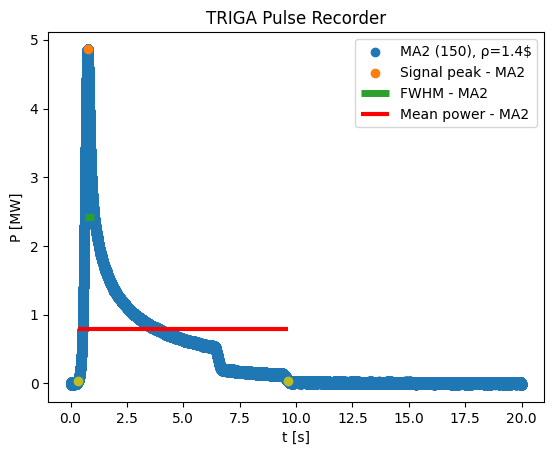 TRIGA Pulse Recorder
MA2 (150), ρ=1.4$
Signal peak - MA2
FWHM - MA2
Mean power - MA2
P [MW]
5
4
3
2
1
0
0.0 2.5 5.0 7.5 10.0 12.5 15.0 17.5 20.0
t [s]